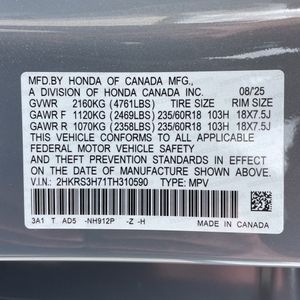 MFD.BY HONDA OF CANADA MFG.,
A DIVISION OF HONDA CANADA INC. 08/25
GVWR 2160KG (4761LBS) TIRE SIZE RIM SIZE
GAWR F 1120KG (2469LBS) 235/60R18 103H 18X7.5J
GAWR R 1070KG (2358LBS) 235/60R18 103H 18X7.5J
THIS VEHICLE CONFORMS TO ALL APPLICABLE
FEDERAL MOTOR VEHICLE SAFETY STANDARDS IN
EFFECT ON THE DATE OF MANUFACTURE SHOWN ABOVE.
V.I.N.: 2HKRS3H71TH310590 TYPE: MPV
3A1 T AD5 -NH912P -Z -H
MADE IN CANADA